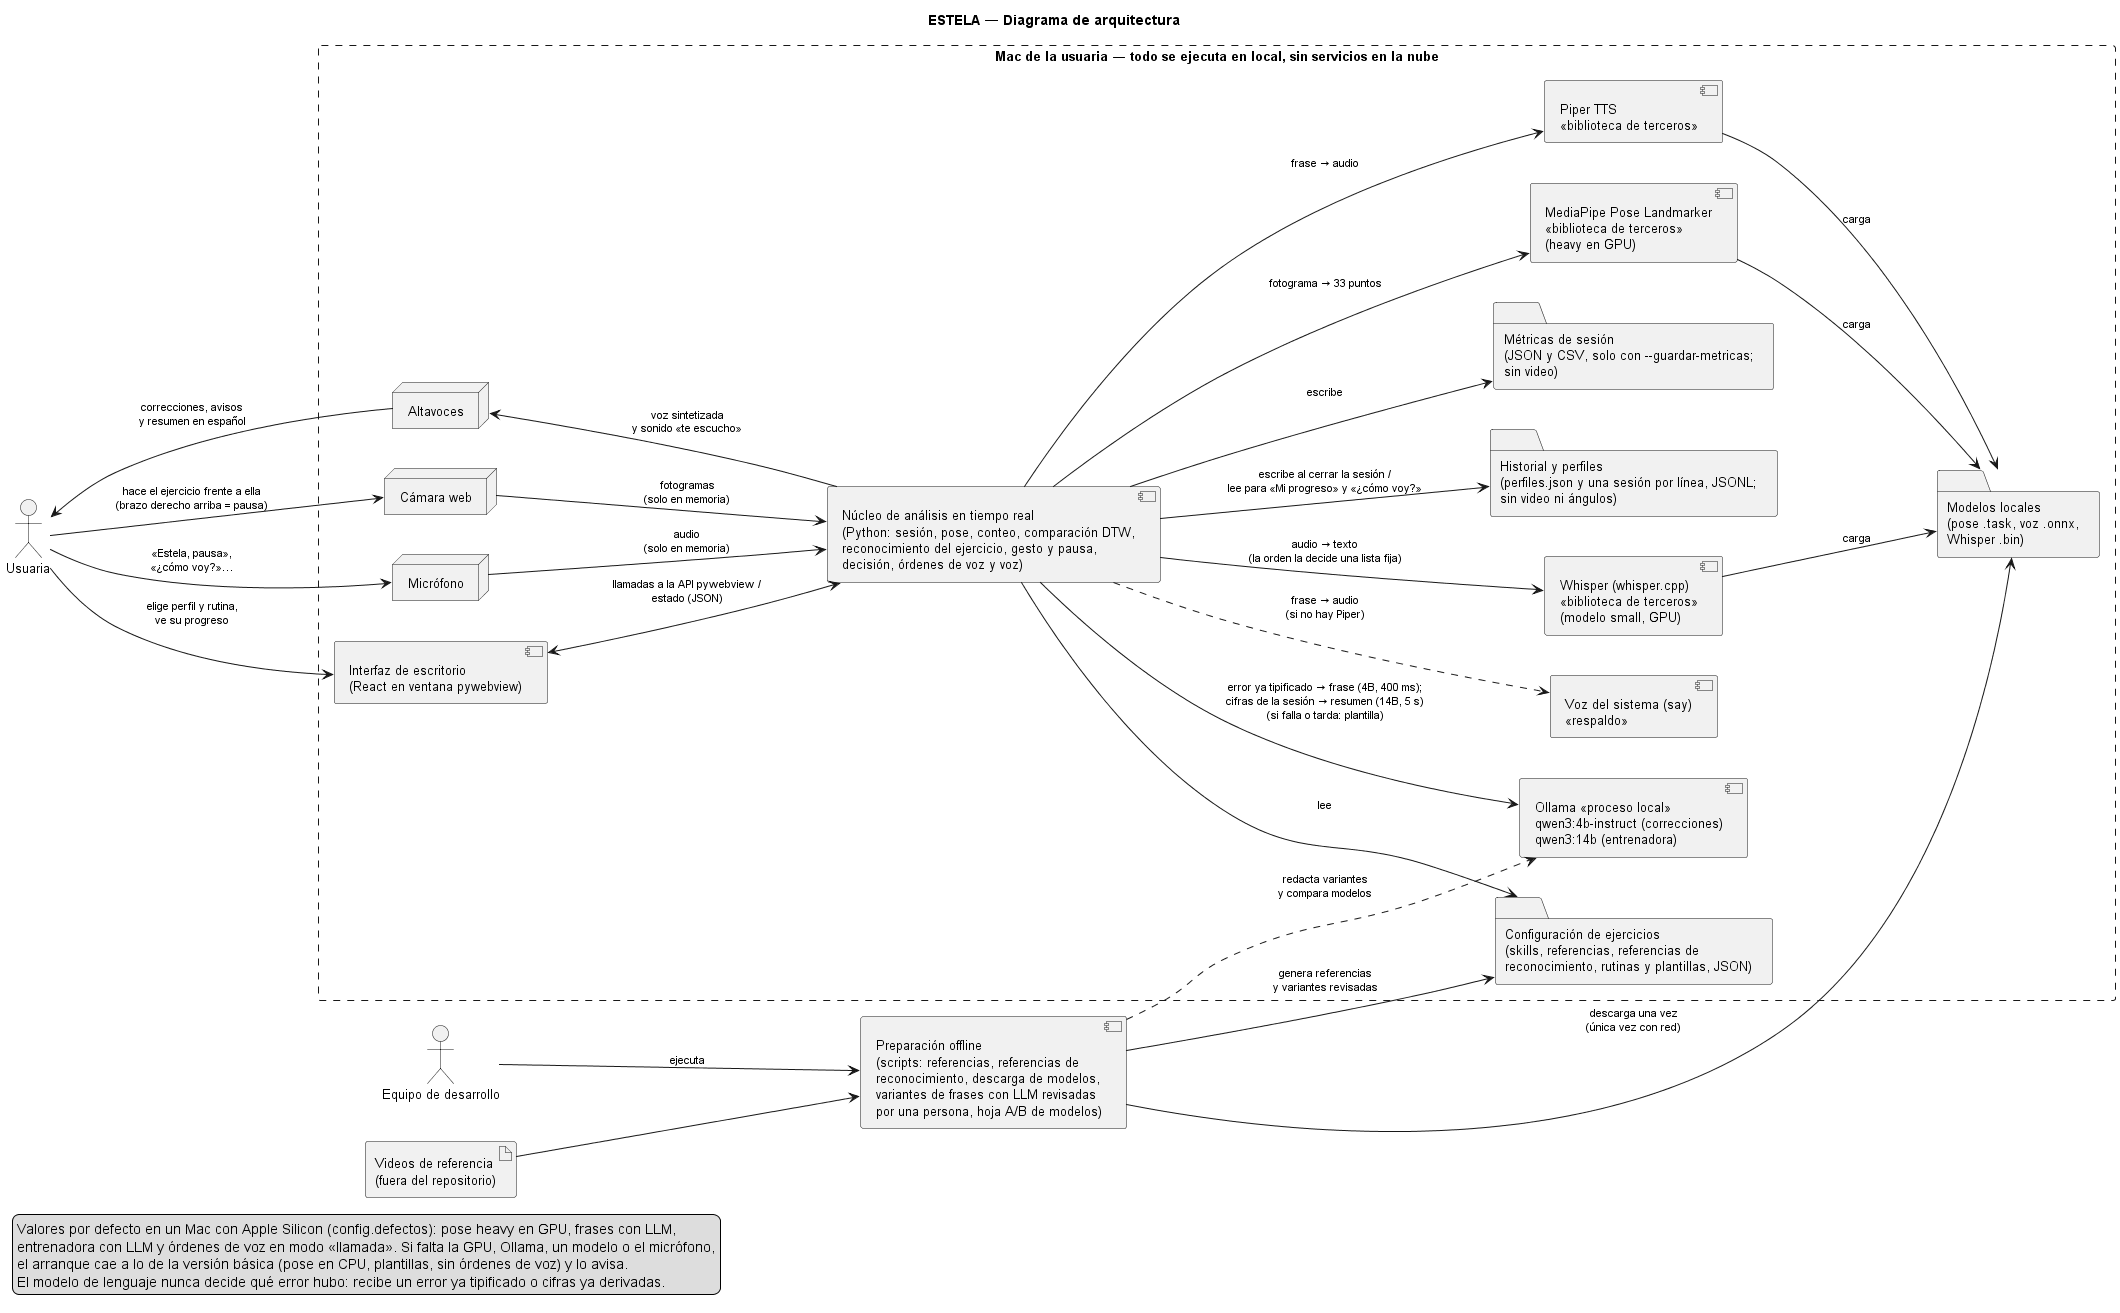 ESTELA — Diagrama de arquitectura
Mac de la usuaria — todo se ejecuta en local, sin servicios en la nube
Piper TTS
«biblioteca de terceros»
frase → audio
MediaPipe Pose Landmarker
«biblioteca de terceros»
(heavy en GPU)
carga
fotograma → 33 puntos
carga
Métricas de sesión
(JSON y CSV, solo con --guardar-metricas;
sin video)
escribe
correcciones, avisos
y resumen en español
Altavoces
voz sintetizada
y sonido «te escucho»
Historial y perfiles
(perfiles.json y una sesión por línea, JSONL;
sin video ni ángulos)
escribe al cerrar la sesión /
lee para «Mi progreso» y «¿cómo voy?»
hace el ejercicio frente a ella
(brazo derecho arriba = pausa)
Cámara web
fotogramas
(solo en memoria)
Núcleo de análisis en tiempo real
(Python: sesión, pose, conteo, comparación DTW,
reconocimiento del ejercicio, gesto y pausa,
decisión, órdenes de voz y voz)
Modelos locales
(pose .task, voz .onnx,
Whisper .bin)
Usuaria
«Estela, pausa»,
«¿cómo voy?»…
Micrófono
audio
(solo en memoria)
audio → texto
(la orden la decide una lista fija)
carga
Whisper (whisper.cpp)
«biblioteca de terceros»
(modelo small, GPU)
elige perfil y rutina,
ve su progreso
llamadas a la API pywebview /
estado (JSON)
frase → audio
(si no hay Piper)
Interfaz de escritorio
(React en ventana pywebview)
Voz del sistema (say)
«respaldo»
error ya tipificado → frase (4B, 400 ms);
cifras de la sesión → resumen (14B, 5 s)
(si falla o tarda: plantilla)
lee
Ollama «proceso local»
qwen3:4b-instruct (correcciones)
qwen3:14b (entrenadora)
redacta variantes
y compara modelos
Configuración de ejercicios
(skills, referencias, referencias de
reconocimiento, rutinas y plantillas, JSON)
genera referencias
y variantes revisadas
descarga una vez
(única vez con red)
Equipo de desarrollo
ejecuta
Preparación offline
(scripts: referencias, referencias de
reconocimiento, descarga de modelos,
variantes de frases con LLM revisadas
por una persona, hoja A/B de modelos)
Videos de referencia
(fuera del repositorio)
Valores por defecto en un Mac con Apple Silicon (config.defectos): pose heavy en GPU, frases con LLM,
entrenadora con LLM y órdenes de voz en modo «llamada». Si falta la GPU, Ollama, un modelo o el micrófono,
el arranque cae a lo de la versión básica (pose en CPU, plantillas, sin órdenes de voz) y lo avisa.
El modelo de lenguaje nunca decide qué error hubo: recibe un error ya tipificado o cifras ya derivadas.